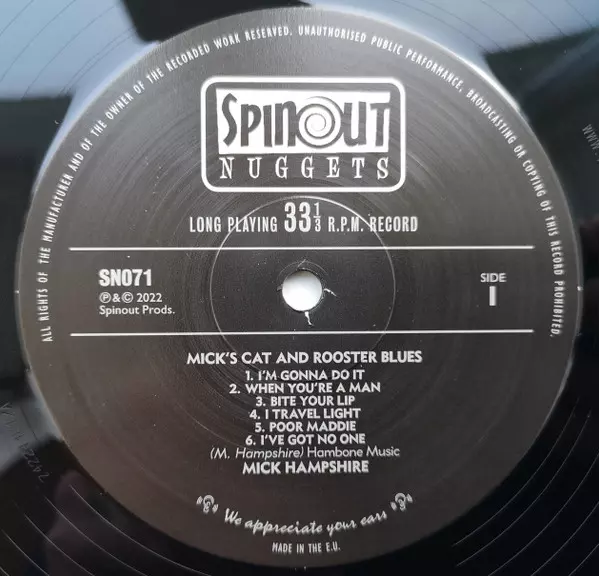 ALL RIGHTS OF THE MANUFACTURER AND OF THE OWNER OF THE RECORDED WORK RESERVED. UNAUTHORISED PUBLIC PERFORMANCE, BROADCASTING OR COPYING OF THIS RECORD PROHIBITED.
SPINOUT
NUGGETS
LONG PLAYING 33 1/3 R.P.M. RECORD
SN071
℗ & © 2022
Spinout Prods.
SIDE
1
MICK'S CAT AND ROOSTER BLUES
1. I'M GONNA DO IT
2. WHEN YOU'RE A MAN
3. BITE YOUR LIP
4. I TRAVEL LIGHT
5. POOR MADDIE
6. I'VE GOT NO ONE
(M. Hampshire) Hambone Music
MICK HAMPSHIRE
We appreciate your ears
MADE IN THE E.U.